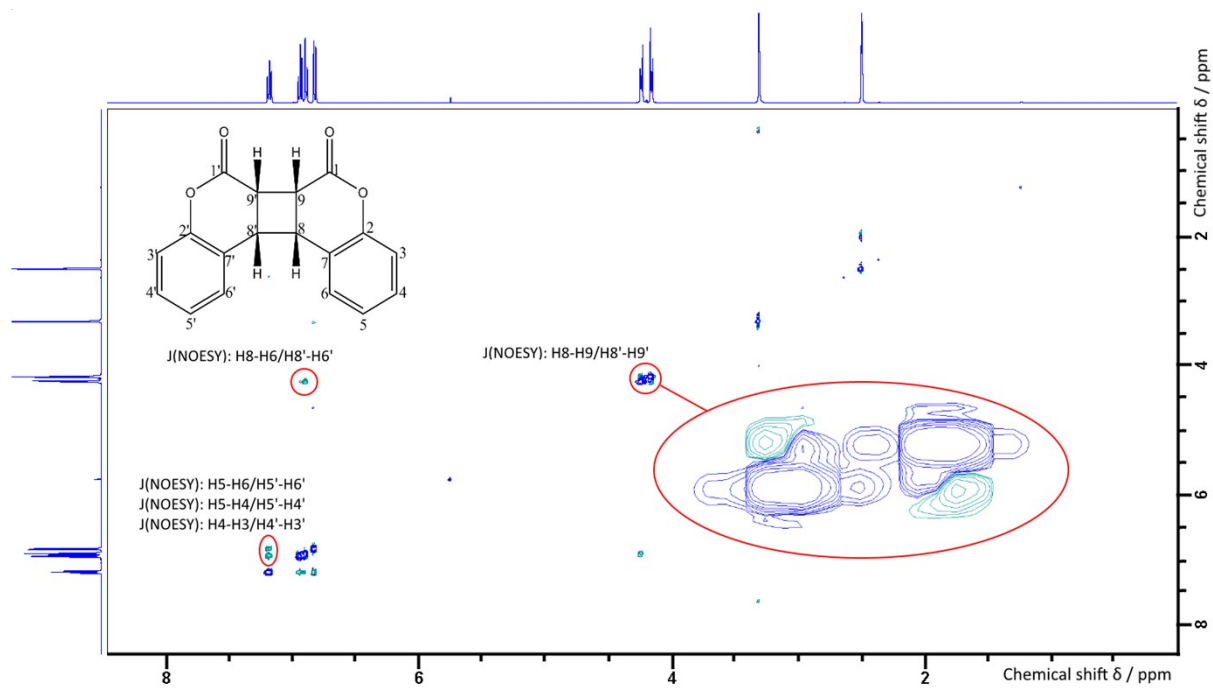 O
O
H
H
1'
1
O
9'
9
O
2'
8'
8
2
3'
7'
7
3
H
H
4'
6'
6
4
5'
5
J(NOESY): H8-H6/H8'-H6'
J(NOESY): H8-H9/H8'-H9'
J(NOESY): H5-H6/H5'-H6'
J(NOESY): H5-H4/H5'-H4'
J(NOESY): H4-H3/H4'-H3'
Chemical shift δ / ppm
2
4
6
8
8
6
4
2
Chemical shift δ / ppm